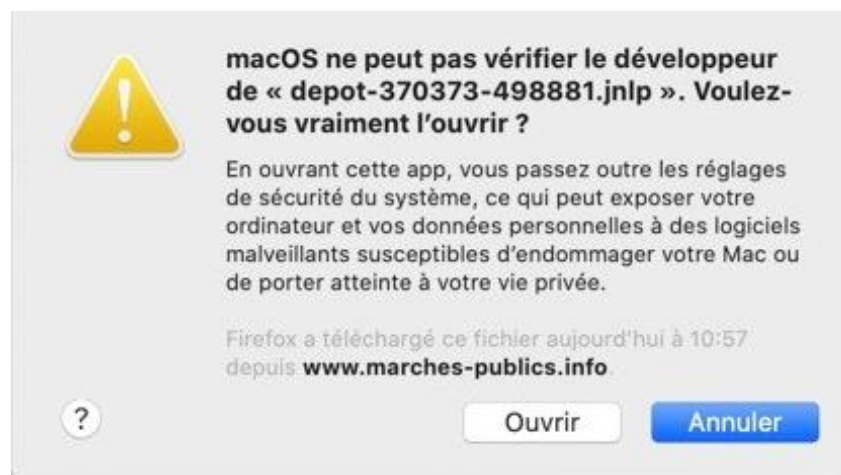 macOS ne peut pas vérifier le développeur
de « depot-370373-498881.jnlp ». Voulez-
vous vraiment l’ouvrir ?
En ouvrant cette app, vous passez outre les réglages
de sécurité du système, ce qui peut exposer votre
ordinateur et vos données personnelles à des logiciels
malveillants susceptibles d’endommager votre Mac ou
de porter atteinte à votre vie privée.
Firefox a téléchargé ce fichier aujourd’hui à 10:57
depuis www.marches-publics.info.
? Ouvrir Annuler